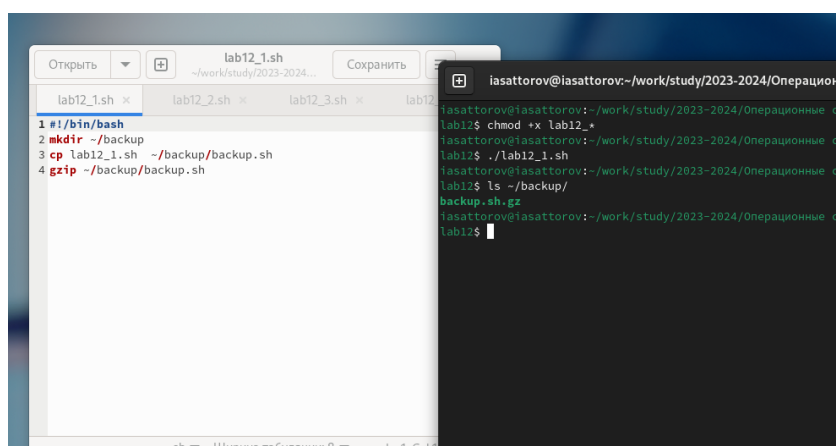 Открыть
lab12_1.sh
~/work/study/2023-2024...
Сохранить
lab12_1.sh ×
lab12_2.sh ×
lab12_3.sh ×
lab12_
1 #!/bin/bash
2 mkdir ~/backup
3 cp lab12_1.sh  ~/backup/backup.sh
4 gzip ~/backup/backup.sh
iasattorov@iasattorov:~/work/study/2023-2024/Операцион
iasattorov@iasattorov:~/work/study/2023-2024/Операционные с
lab12$ chmod +x lab12_*
iasattorov@iasattorov:~/work/study/2023-2024/Операционные с
lab12$ ./lab12_1.sh
iasattorov@iasattorov:~/work/study/2023-2024/Операционные с
lab12$ ls ~/backup/
backup.sh.gz
iasattorov@iasattorov:~/work/study/2023-2024/Операционные с
lab12$